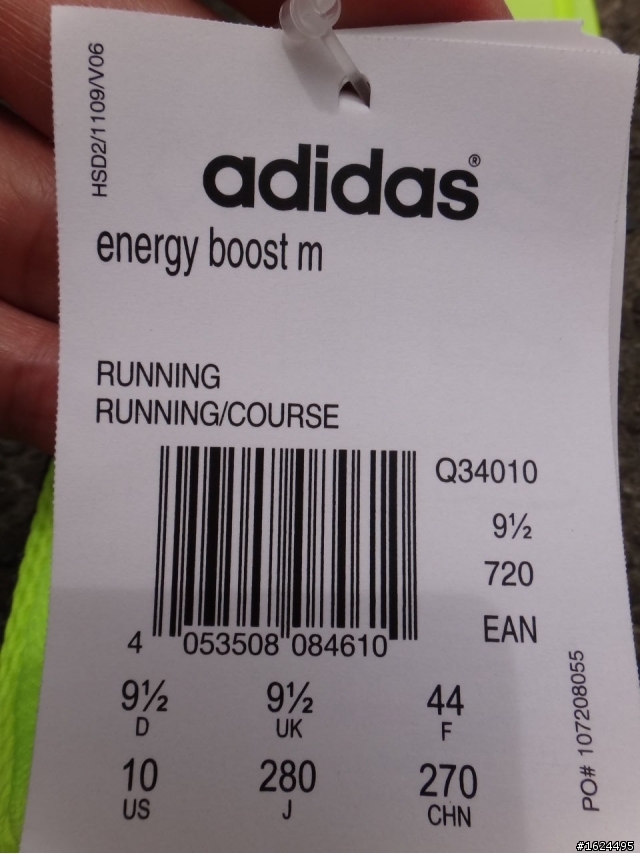 HSD2/1109/V06
adidas®
energy boost m
RUNNING
RUNNING/COURSE
Q34010
9½
720
EAN
4 053508 084610
9½ 9½ 44
D UK F
10 280 270
US J CHN
PO# 107208055
#1624495